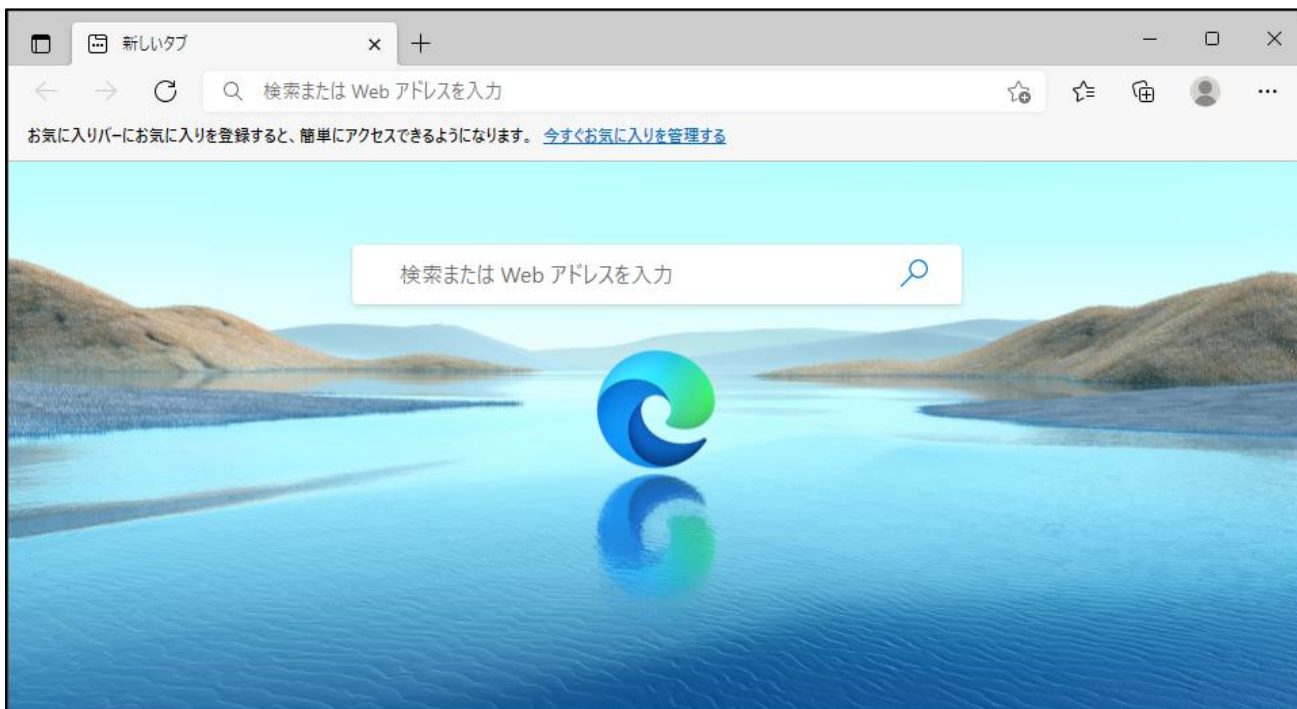 新しいタブ
検索または Web アドレスを入力
お気に入りバーにお気に入りを登録すると、簡単にアクセスできるようになります。 今すぐお気に入りを管理する
検索または Web アドレスを入力